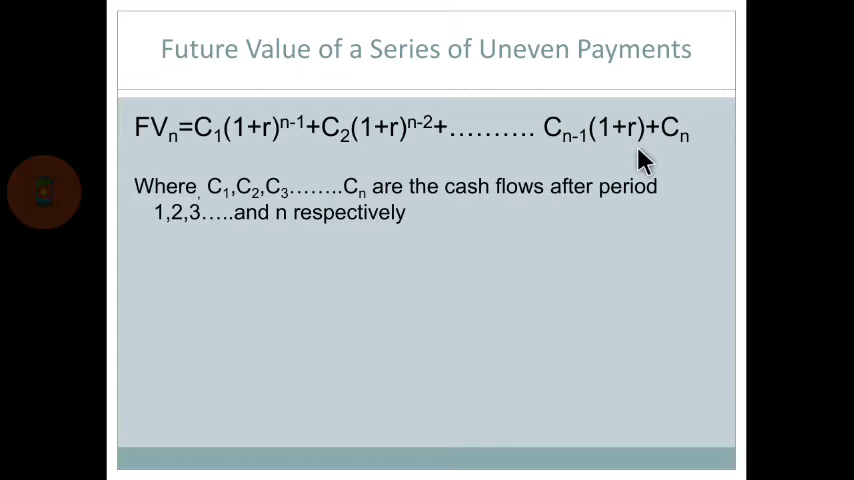 Future Value of a Series of Uneven Payments
FVₙ=C₁(1+r)ⁿ⁻¹+C₂(1+r)ⁿ⁻²+………. Cₙ₋₁(1+r)+Cₙ
Where, C₁,C₂,C₃……..Cₙ are the cash flows after period
1,2,3…..and n respectively